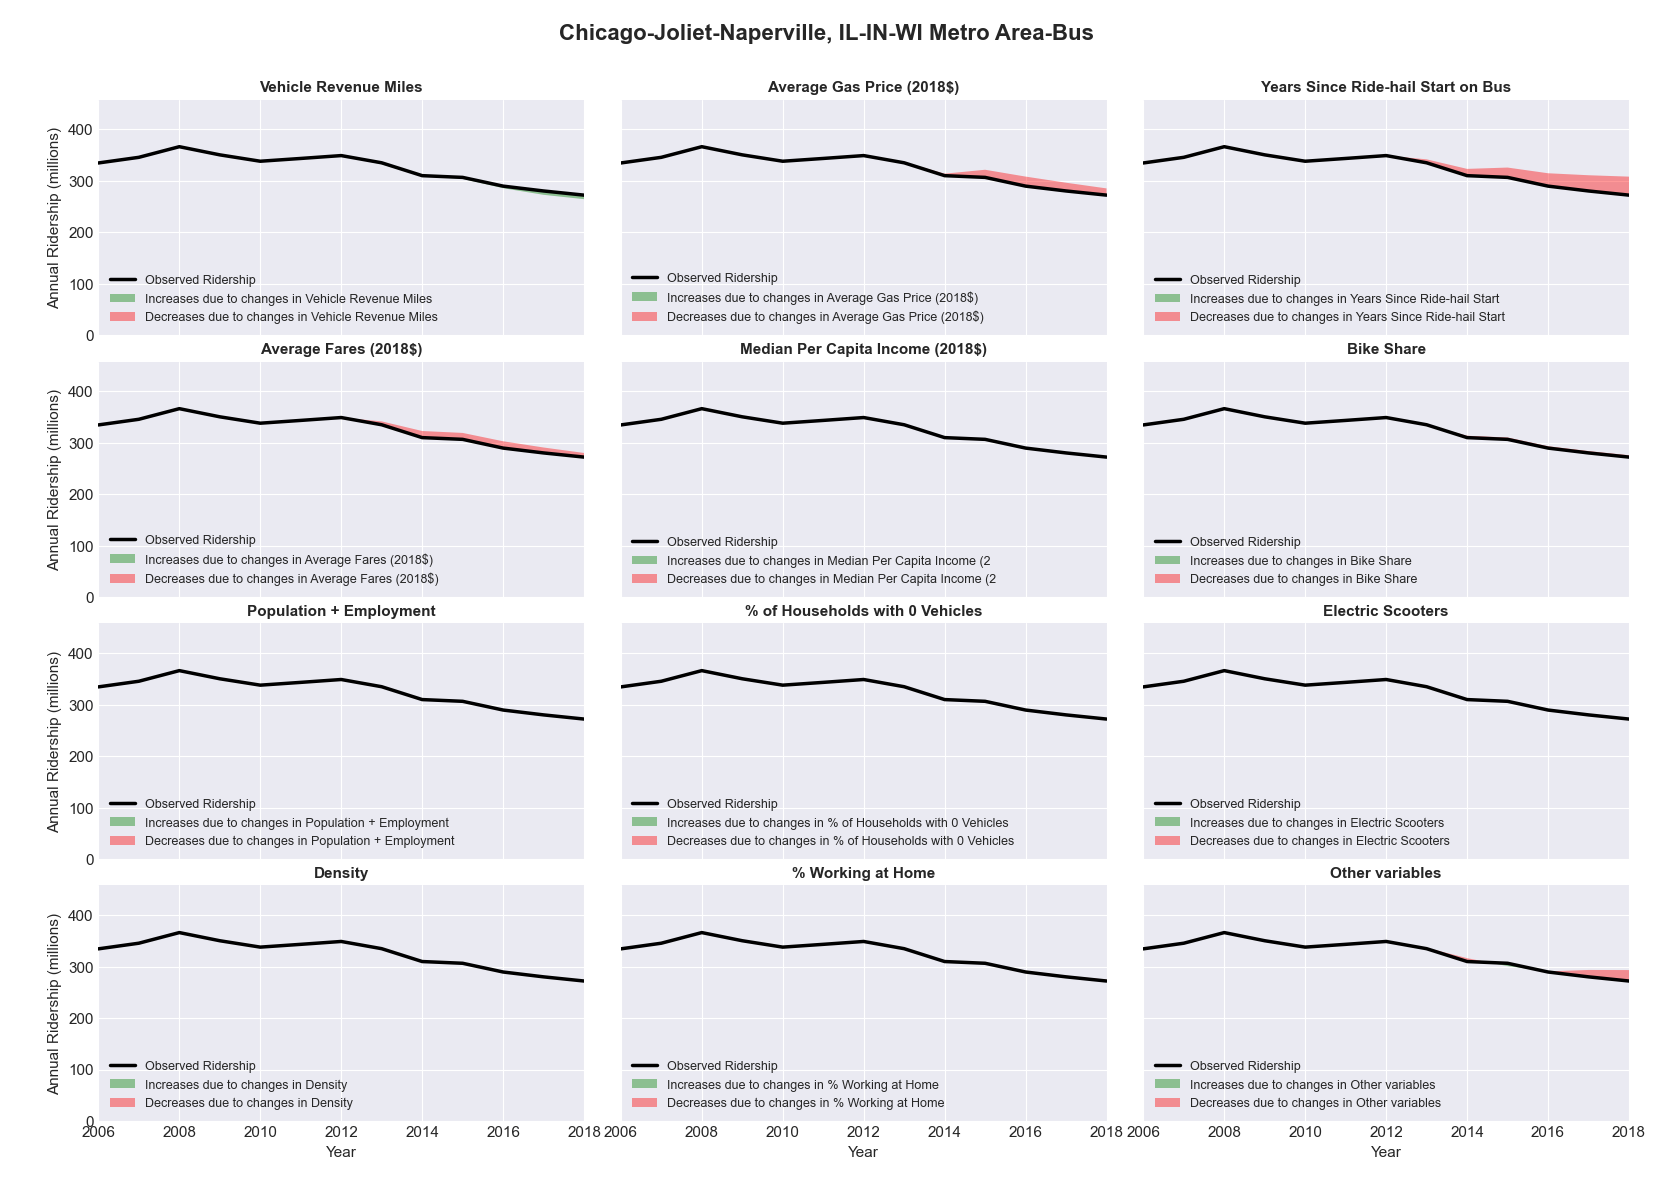 Chicago-Joliet-Naperville, IL-IN-WI Metro Area-Bus
Vehicle Revenue Miles
Average Gas Price (2018$)
Years Since Ride-hail Start on Bus
Annual Ridership (millions)
400
300
200
100
0
Observed Ridership
Increases due to changes in Vehicle Revenue Miles
Decreases due to changes in Vehicle Revenue Miles
Observed Ridership
Increases due to changes in Average Gas Price (2018$)
Decreases due to changes in Average Gas Price (2018$)
Observed Ridership
Increases due to changes in Years Since Ride-hail Start
Decreases due to changes in Years Since Ride-hail Start
Average Fares (2018$)
Median Per Capita Income (2018$)
Bike Share
Annual Ridership (millions)
400
300
200
100
0
Observed Ridership
Increases due to changes in Average Fares (2018$)
Decreases due to changes in Average Fares (2018$)
Observed Ridership
Increases due to changes in Median Per Capita Income (2
Decreases due to changes in Median Per Capita Income (2
Observed Ridership
Increases due to changes in Bike Share
Decreases due to changes in Bike Share
Population + Employment
% of Households with 0 Vehicles
Electric Scooters
Annual Ridership (millions)
400
300
200
100
0
Observed Ridership
Increases due to changes in Population + Employment
Decreases due to changes in Population + Employment
Observed Ridership
Increases due to changes in % of Households with 0 Vehicles
Decreases due to changes in % of Households with 0 Vehicles
Observed Ridership
Increases due to changes in Electric Scooters
Decreases due to changes in Electric Scooters
Density
% Working at Home
Other variables
Annual Ridership (millions)
400
300
200
100
0
Observed Ridership
Increases due to changes in Density
Decreases due to changes in Density
Observed Ridership
Increases due to changes in % Working at Home
Decreases due to changes in % Working at Home
Observed Ridership
Increases due to changes in Other variables
Decreases due to changes in Other variables
2006 2008 2010 2012 2014 2016 2018
2006 2008 2010 2012 2014 2016 2018
2006 2008 2010 2012 2014 2016 2018
Year
Year
Year